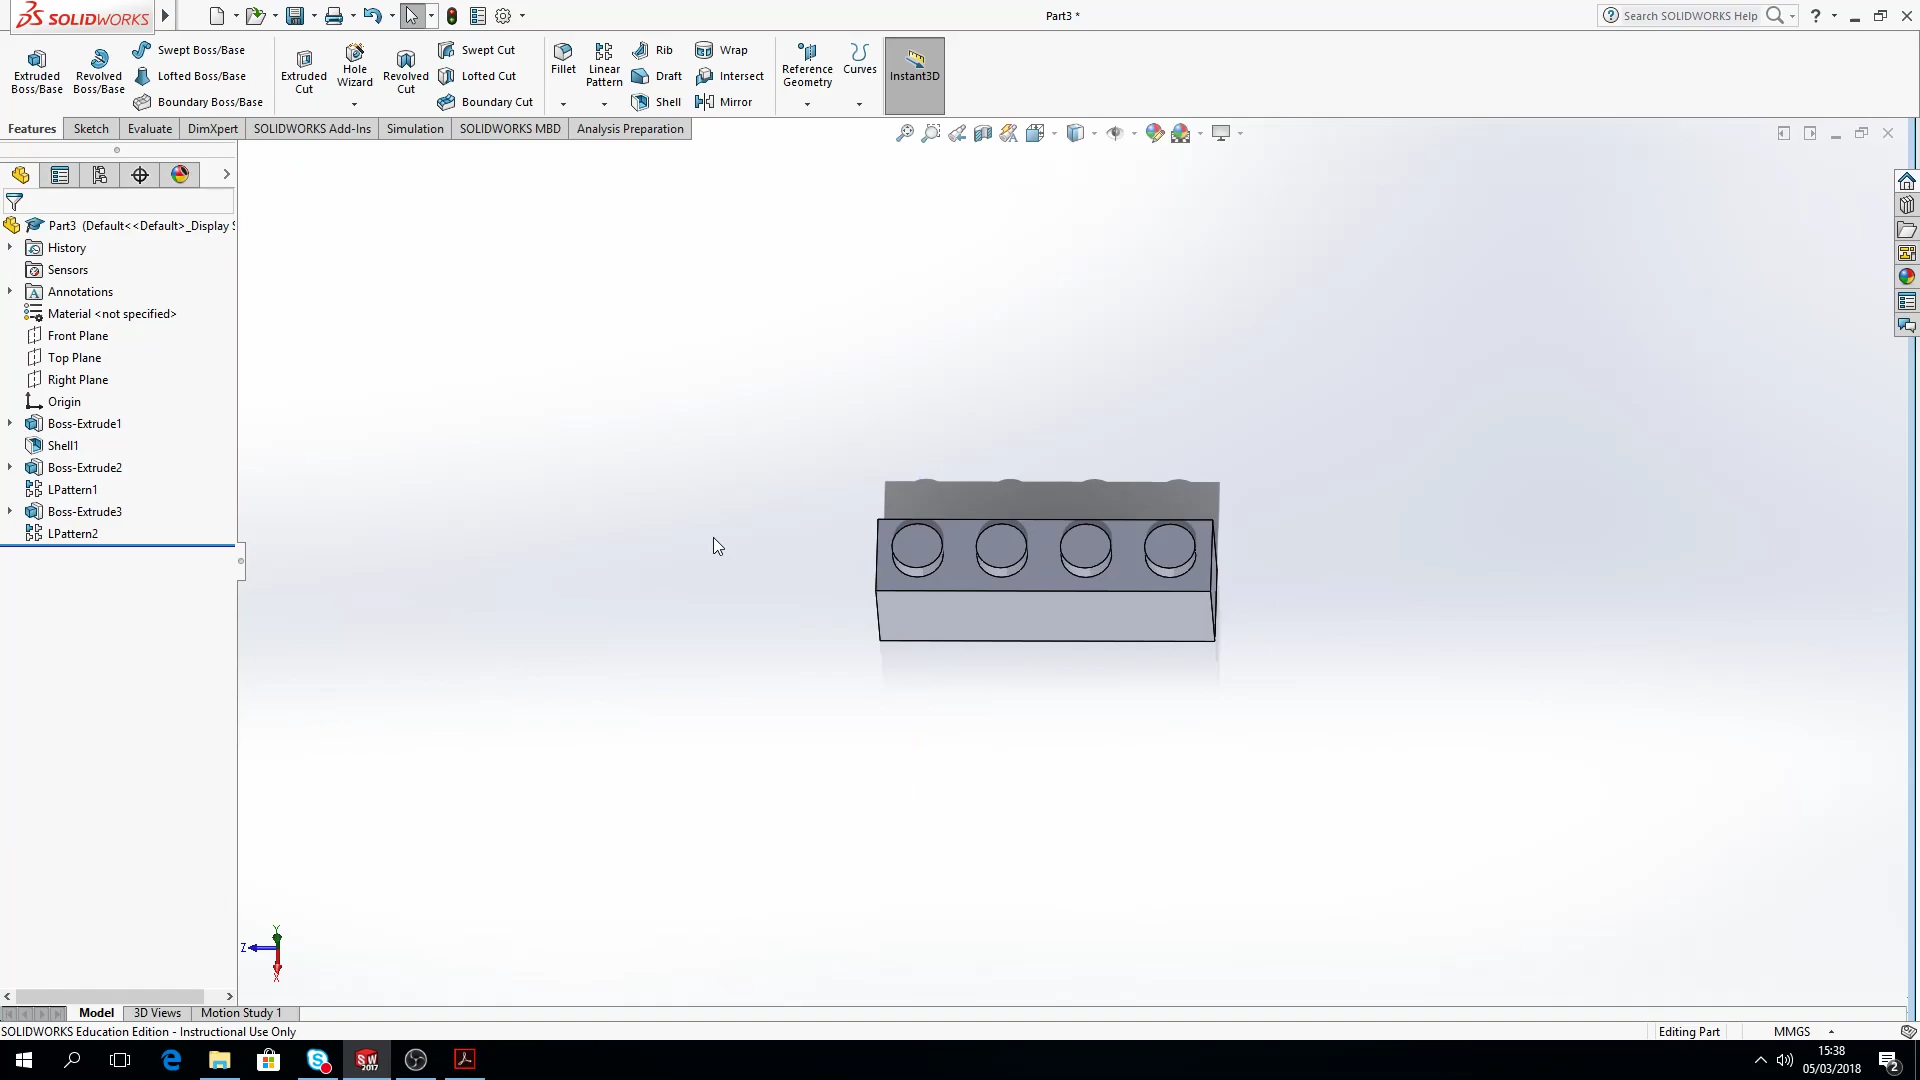 SOLIDWORKS
Part3 *
Search SOLIDWORKS Help
?
Extruded Boss/Base
Revolved Boss/Base
Swept Boss/Base
Lofted Boss/Base
Boundary Boss/Base
Extruded Cut
Hole Wizard
Revolved Cut
Swept Cut
Lofted Cut
Boundary Cut
Fillet
Linear Pattern
Rib
Draft
Shell
Wrap
Intersect
Mirror
Reference Geometry
Curves
Instant3D
Features
Sketch
Evaluate
DimXpert
SOLIDWORKS Add-Ins
Simulation
SOLIDWORKS MBD
Analysis Preparation
Part3 (Default<<Default>_Display S
History
Sensors
Annotations
Material <not specified>
Front Plane
Top Plane
Right Plane
Origin
Boss-Extrude1
Shell1
Boss-Extrude2
LPattern1
Boss-Extrude3
LPattern2
Y
Z
X
Model
3D Views
Motion Study 1
SOLIDWORKS Education Edition - Instructional Use Only
Editing Part
MMGS
SW 2017
15:38
05/03/2018
2